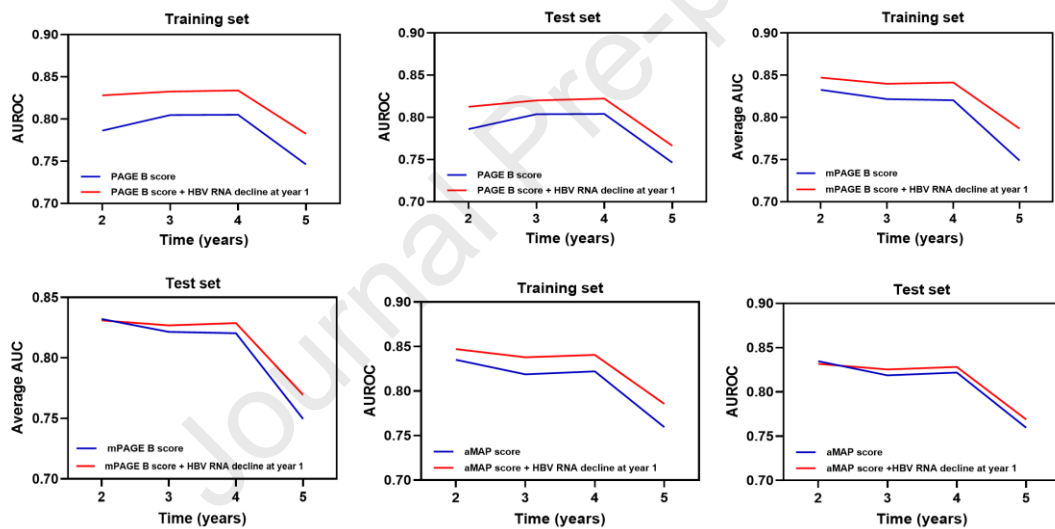 Training set
0.90
0.85
0.80
0.75
0.70
AUROC
PAGE B score
PAGE B score + HBV RNA decline at year 1
2 3 4 5
Time (years)
Test set
0.90
0.85
0.80
0.75
0.70
AUROC
PAGE B score
PAGE B score + HBV RNA decline at year 1
2 3 4 5
Time (years)
Training set
0.90
0.85
0.80
0.75
0.70
Average AUC
mPAGE B score
mPAGE B score + HBV RNA decline at year 1
2 3 4 5
Time (years)
Test set
0.85
0.80
0.75
0.70
Average AUC
mPAGE B score
mPAGE B score + HBV RNA decline at year 1
2 3 4 5
Time (years)
Training set
0.90
0.85
0.80
0.75
0.70
AUROC
aMAP score
aMAP score + HBV RNA decline at year 1
2 3 4 5
Time (years)
Test set
0.90
0.85
0.80
0.75
0.70
AUROC
aMAP score
aMAP score +HBV RNA decline at year 1
2 3 4 5
Time (years)
Journal Pre-p